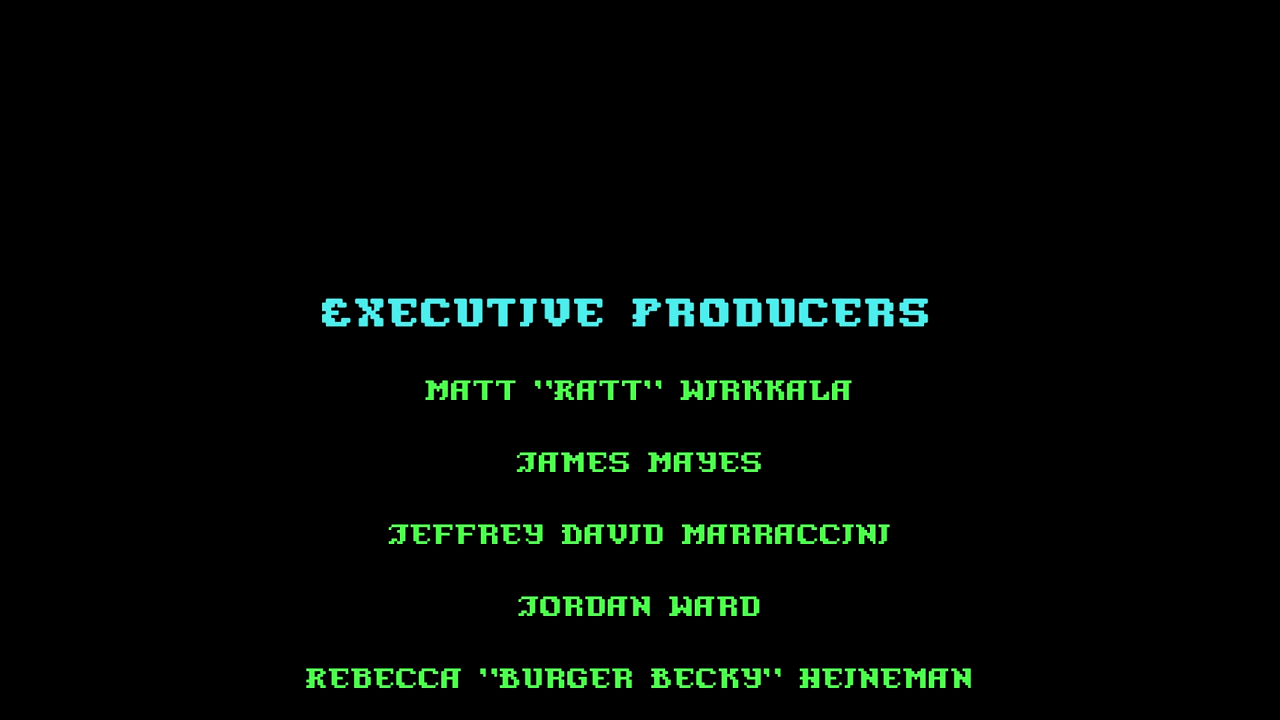 EXECUTIVE PRODUCERS
MATT "RATT" WIRKKALA
JAMES MAYES
JEFFREY DAVID MARRACCINI
JORDAN WARD
REBECCA "BURGER BECKY" HEINEMAN